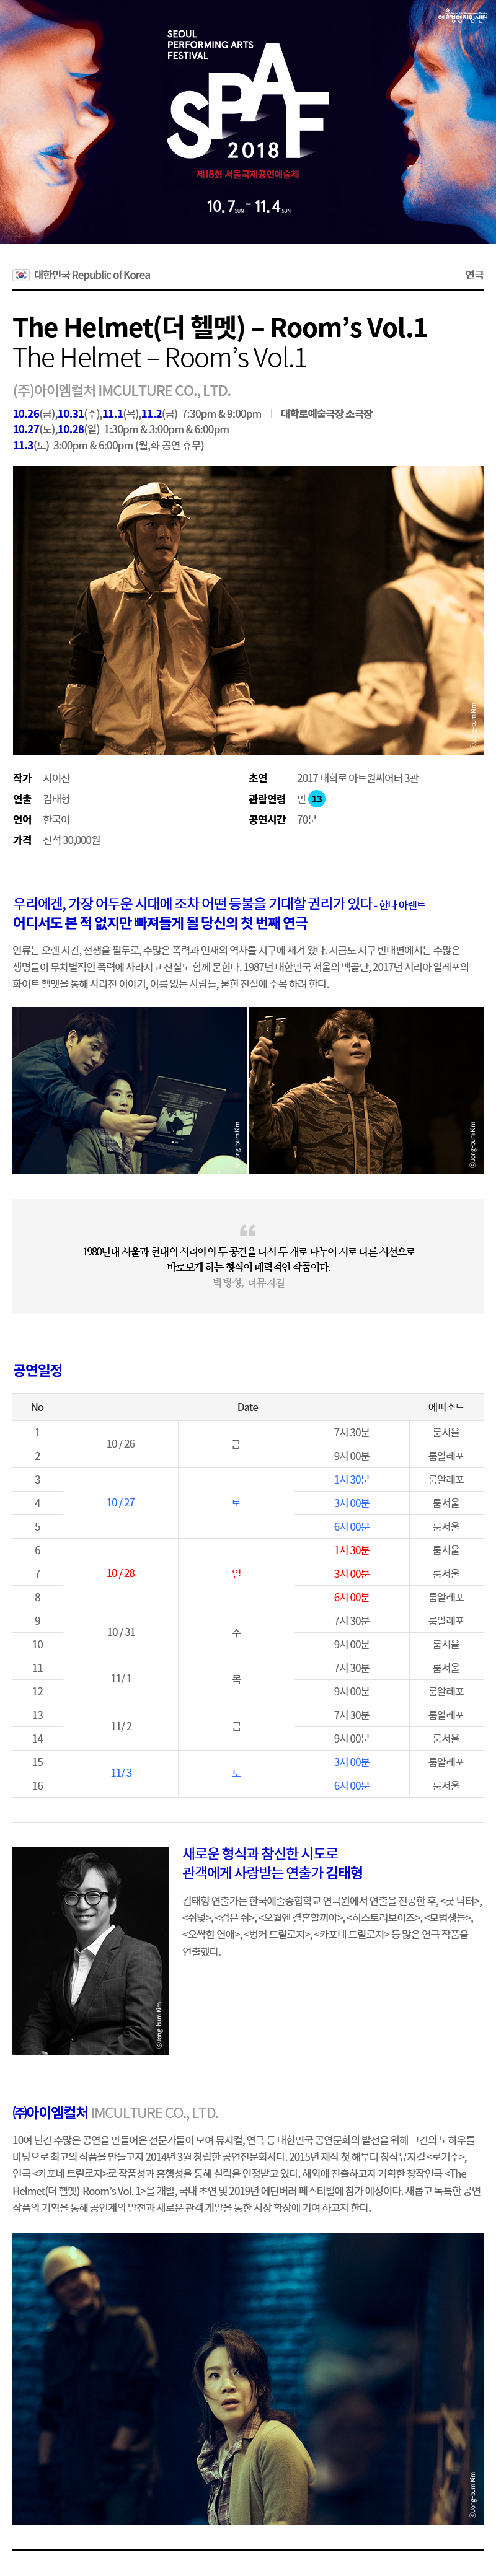 SEOUL
PERFORMING ARTS
FESTIVAL
SPAF
2018
제18회 서울국제공연예술제
10.7SUN - 11.4SUN
대한민국 Republic of Korea
연극
The Helmet(더 헬멧) – Room’s Vol.1
The Helmet – Room’s Vol.1
(주)아이엠컬처 IMCULTURE CO., LTD.
10.26(금),10.31(수),11.1(목),11.2(금) 7:30pm & 9:00pm | 대학로예술극장 소극장
10.27(토),10.28(일) 1:30pm & 3:00pm & 6:00pm
11.3(토) 3:00pm & 6:00pm (월,화 공연 휴무)
ⓒJong-bum Kim
작가 지이선
초연 2017 대학로 아트원씨어터 3관
연출 김태형
관람연령 만 13
언어 한국어
공연시간 70분
가격 전석 30,000원
우리에겐, 가장 어두운 시대에 조차 어떤 등불을 기대할 권리가 있다 - 한나 아렌트
어디서도 본 적 없지만 빠져들게 될 당신의 첫 번째 연극
인류는 오랜 시간, 전쟁을 필두로, 수많은 폭력과 인재의 역사를 지구에 새겨 왔다. 지금도 지구 반대편에서는 수많은
생명들이 무차별적인 폭력에 사라지고 진실도 함께 묻힌다. 1987년 대한민국 서울의 백골단, 2017년 시리아 알레포의
화이트 헬멧을 통해 사라진 이야기, 이름 없는 사람들, 묻힌 진실에 주목 하려 한다.
ⓒJong-bum Kim
ⓒJong-bum Kim
1980년대 서울과 현대의 시리아의 두 공간을 다시 두 개로 나누어 서로 다른 시선으로
바로보게 하는 형식이 매력적인 작품이다.
박병성, 더뮤지컬
공연일정
No Date 에피소드
1 10 / 26 금 7시 30분 룸서울
2 9시 00분 룸알레포
3 1시 30분 룸알레포
4 10 / 27 토 3시 00분 룸서울
5 6시 00분 룸서울
6 1시 30분 룸서울
7 10 / 28 일 3시 00분 룸서울
8 6시 00분 룸알레포
9 10 / 31 수 7시 30분 룸알레포
10 9시 00분 룸서울
11 11/ 1 목 7시 30분 룸서울
12 9시 00분 룸알레포
13 11/ 2 금 7시 30분 룸알레포
14 9시 00분 룸서울
15 11/ 3 토 3시 00분 룸알레포
16 6시 00분 룸서울
새로운 형식과 참신한 시도로
관객에게 사랑받는 연출가 김태형
김태형 연출가는 한국예술종합학교 연극원에서 연출을 전공한 후, <굿 닥터>,
<쥐덫>, <검은 쥐>, <오월엔 결혼할꺼야>, <히스토리보이즈>, <모범생들>,
<오싹한 연애>, <벙커 트릴로지>, <카포네 트릴로지> 등 많은 연극 작품을
연출했다.
ⓒJong-bum Kim
㈜아이엠컬처 IMCULTURE CO., LTD.
10여 년간 수많은 공연을 만들어온 전문가들이 모여 뮤지컬, 연극 등 대한민국 공연문화의 발전을 위해 그간의 노하우를
바탕으로 최고의 작품을 만들고자 2014년 3월 창립한 공연전문회사다. 2015년 제작 첫 해부터 창작뮤지컬 <로기수>,
연극 <카포네 트릴로지>로 작품성과 흥행성을 통해 실력을 인정받고 있다. 해외에 진출하고자 기획한 창작연극 <The
Helmet(더 헬멧)-Room’s Vol. 1>을 개발, 국내 초연 및 2019년 에딘버러 페스티벌에 참가 예정이다. 새롭고 독특한 공연
작품의 기획을 통해 공연계의 발전과 새로운 관객 개발을 통한 시장 확장에 기여 하고자 한다.
ⓒJong-bum Kim